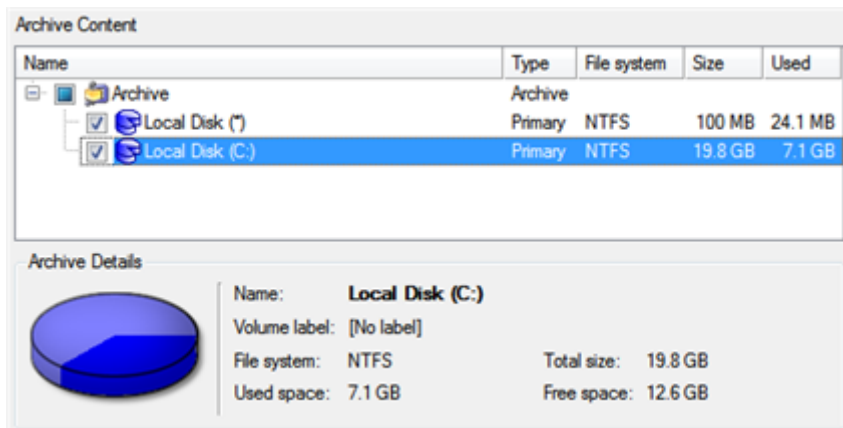 Archive Content
Name Type File system Size Used
Archive Archive
Local Disk (*) Primary NTFS 100 MB 24.1 MB
Local Disk (C:) Primary NTFS 19.8 GB 7.1 GB
Archive Details
Name: Local Disk (C:)
Volume label: [No label]
File system: NTFS Total size: 19.8 GB
Used space: 7.1 GB Free space: 12.6 GB